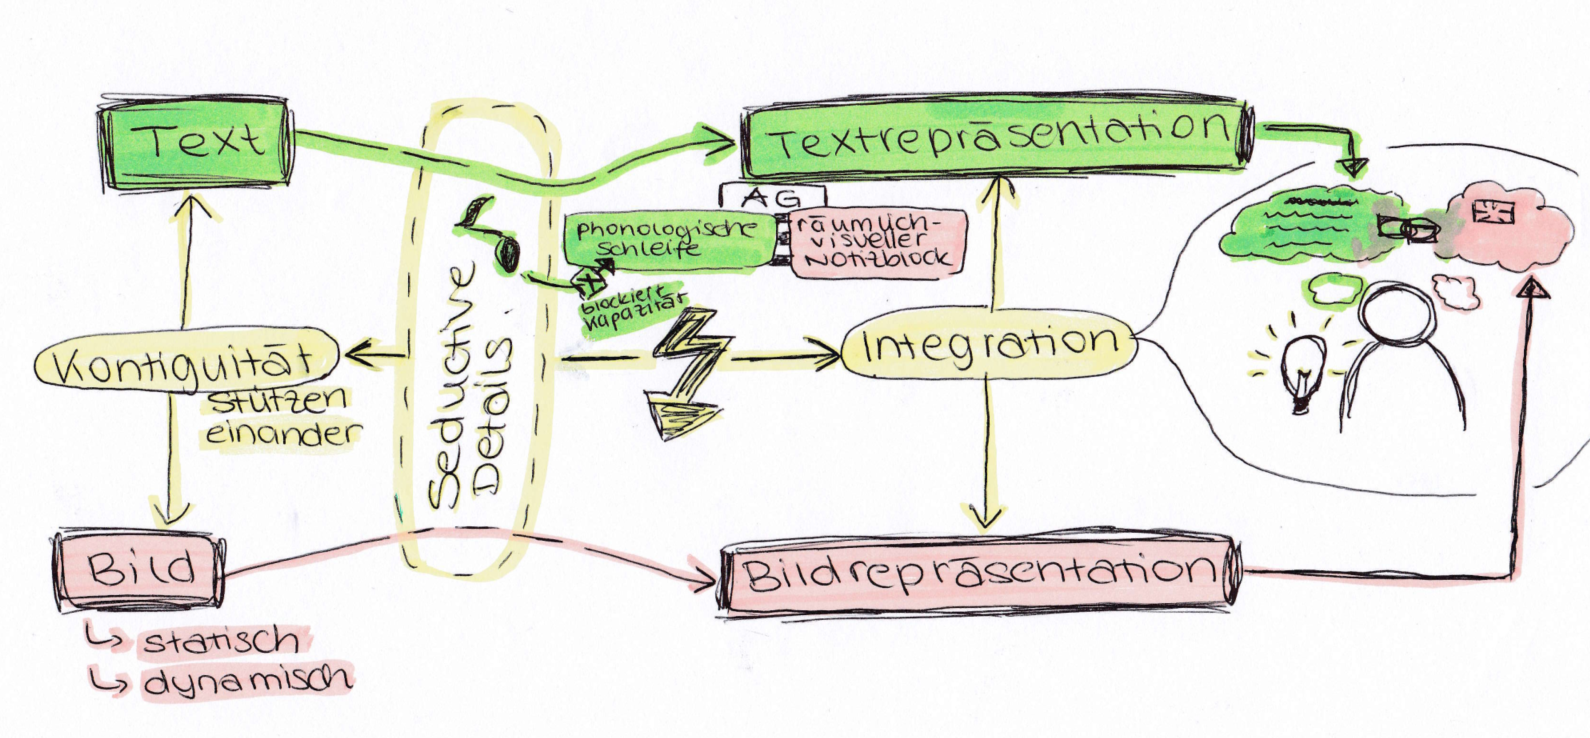 Text
Textrepräsentation
AG
phonologische
schleife
räumlich-
visueller
Notizblock
blockiert
Kapazität
Seductive
Details
Kontiguität
stützen
einander
Integration
Bild
Bildrepräsentation
↳ statisch
↳ dynamisch